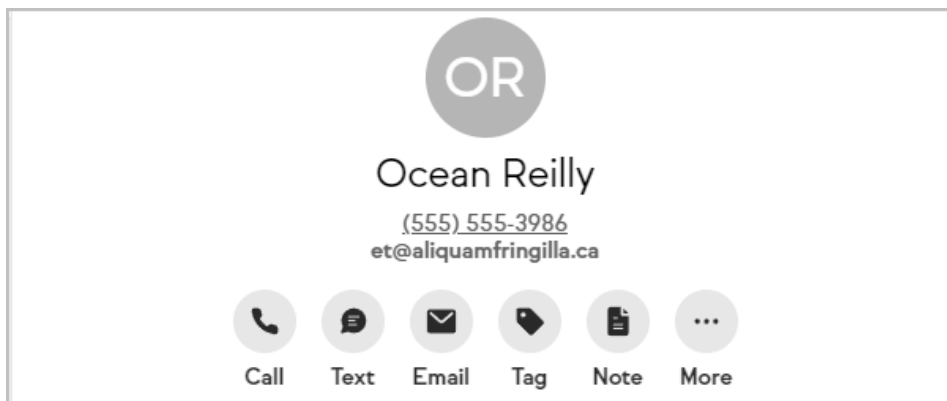 OR
Ocean Reilly
(555) 555-3986
et@aliquamfringilla.ca
Call Text Email Tag Note More